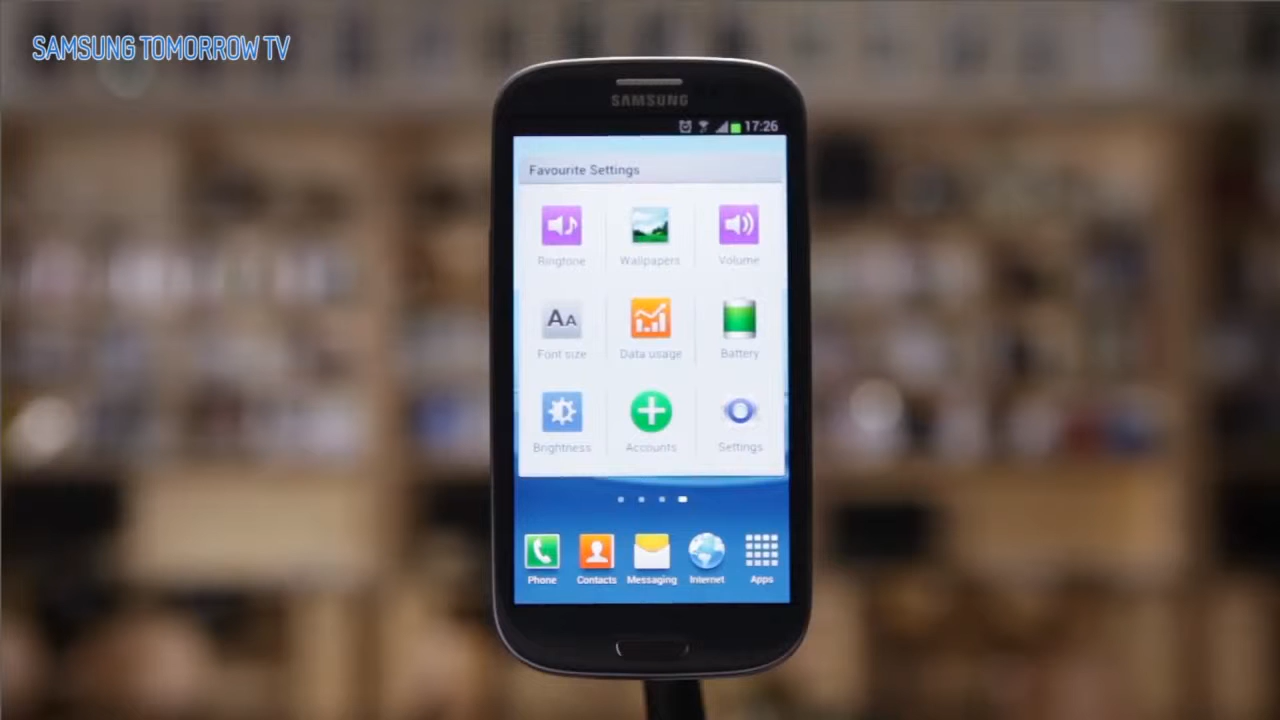 SAMSUNG TOMORROW TV
SAMSUNG
17:26
Favourite Settings
Ringtone Wallpapers Volume
AA
Font size Data usage Battery
Brightness Accounts Settings
Phone Contacts Messaging Internet Apps